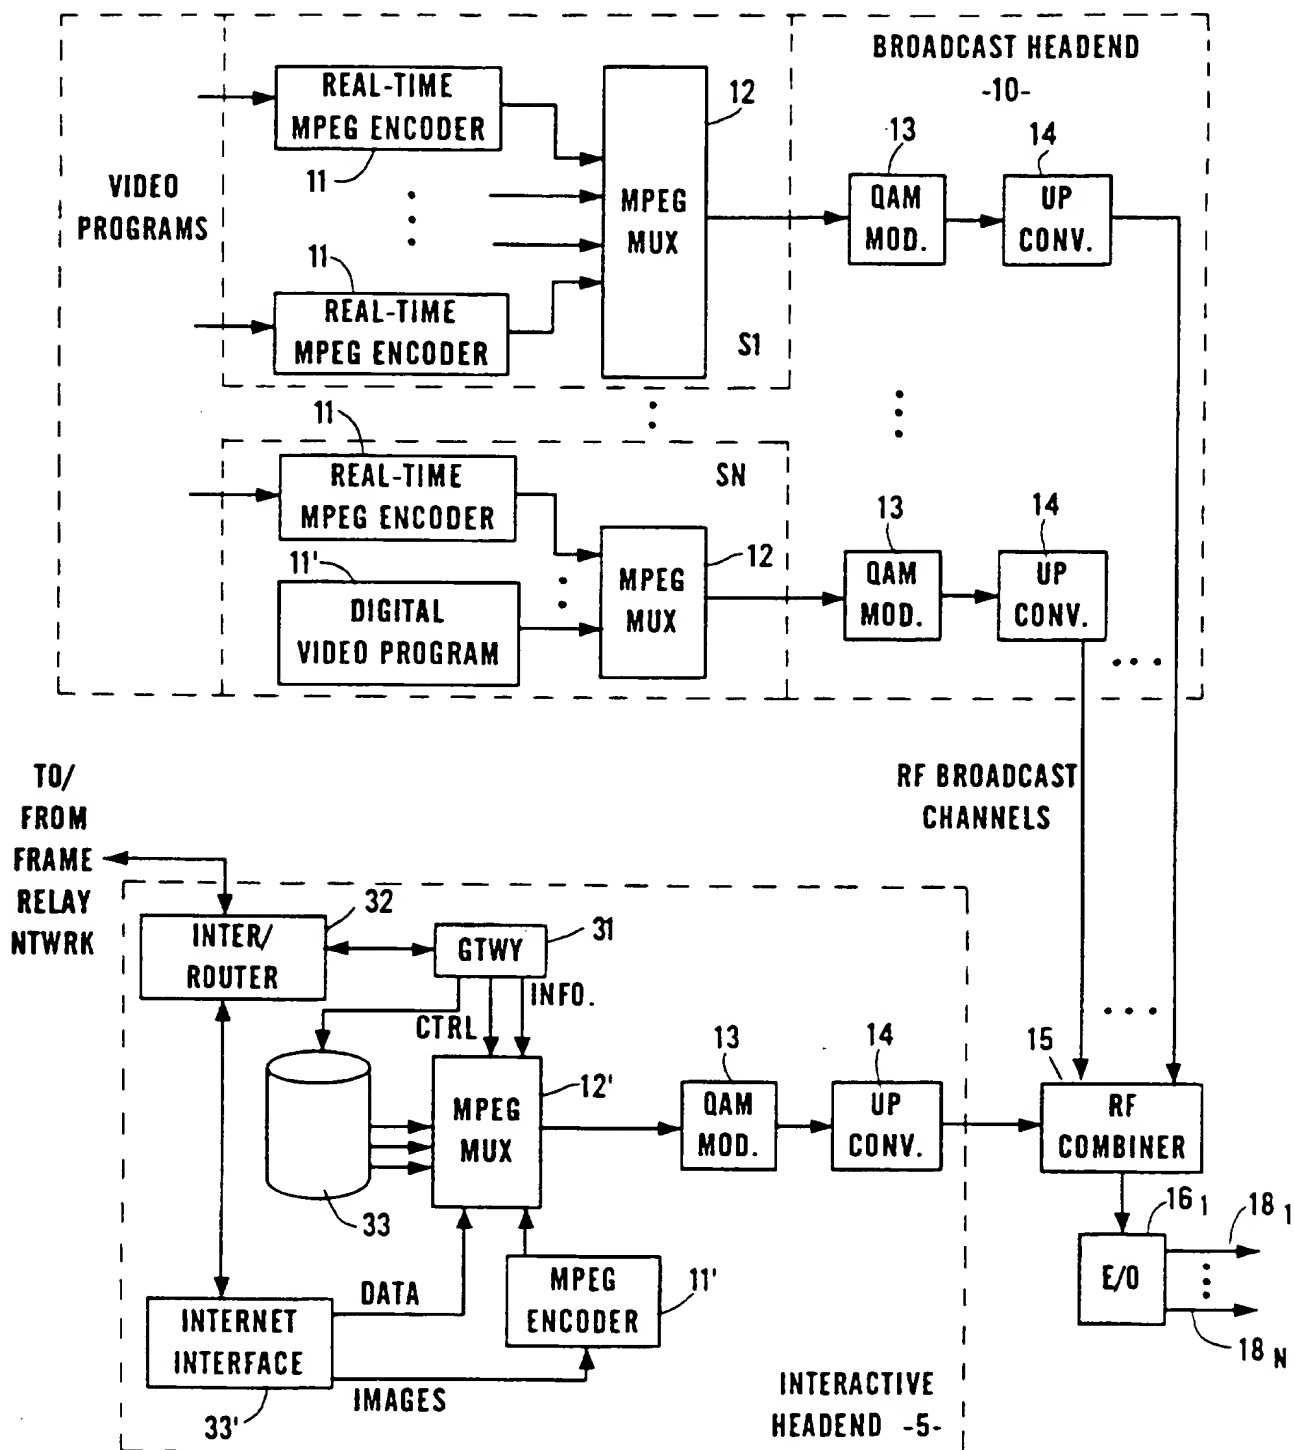 BROADCAST HEADEND
-10-
REAL-TIME
MPEG ENCODER
11
12
VIDEO
PROGRAMS
MPEG
MUX
13
QAM
MOD.
14
UP
CONV.
11
REAL-TIME
MPEG ENCODER
S1
11
REAL-TIME
MPEG ENCODER
SN
11'
DIGITAL
VIDEO PROGRAM
MPEG
MUX
12
13
QAM
MOD.
14
UP
CONV.
RF BROADCAST
CHANNELS
TO/
FROM
FRAME
RELAY
NTWRK
INTER/
ROUTER
32
GTWY
31
CTRL
INFO.
33
MPEG
MUX
12'
13
QAM
MOD.
14
UP
CONV.
15
RF
COMBINER
16 1
E/O
18 1
18 N
DATA
MPEG
ENCODER
11'
INTERNET
INTERFACE
33'
IMAGES
INTERACTIVE
HEADEND -5-